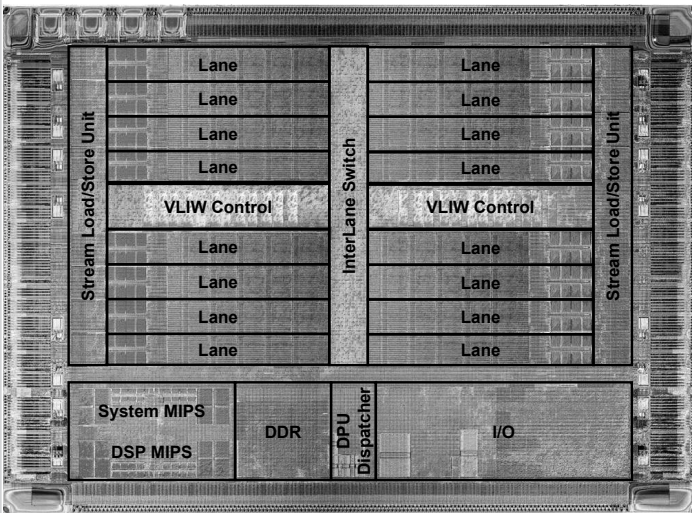 Stream Load/Store Unit
Lane
Lane
Lane
Lane
VLIW Control
Lane
Lane
Lane
Lane
InterLane Switch
Lane
Lane
Lane
Lane
VLIW Control
Lane
Lane
Lane
Lane
Stream Load/Store Unit
System MIPS
DSP MIPS
DDR
DPU
Dispatcher
I/O